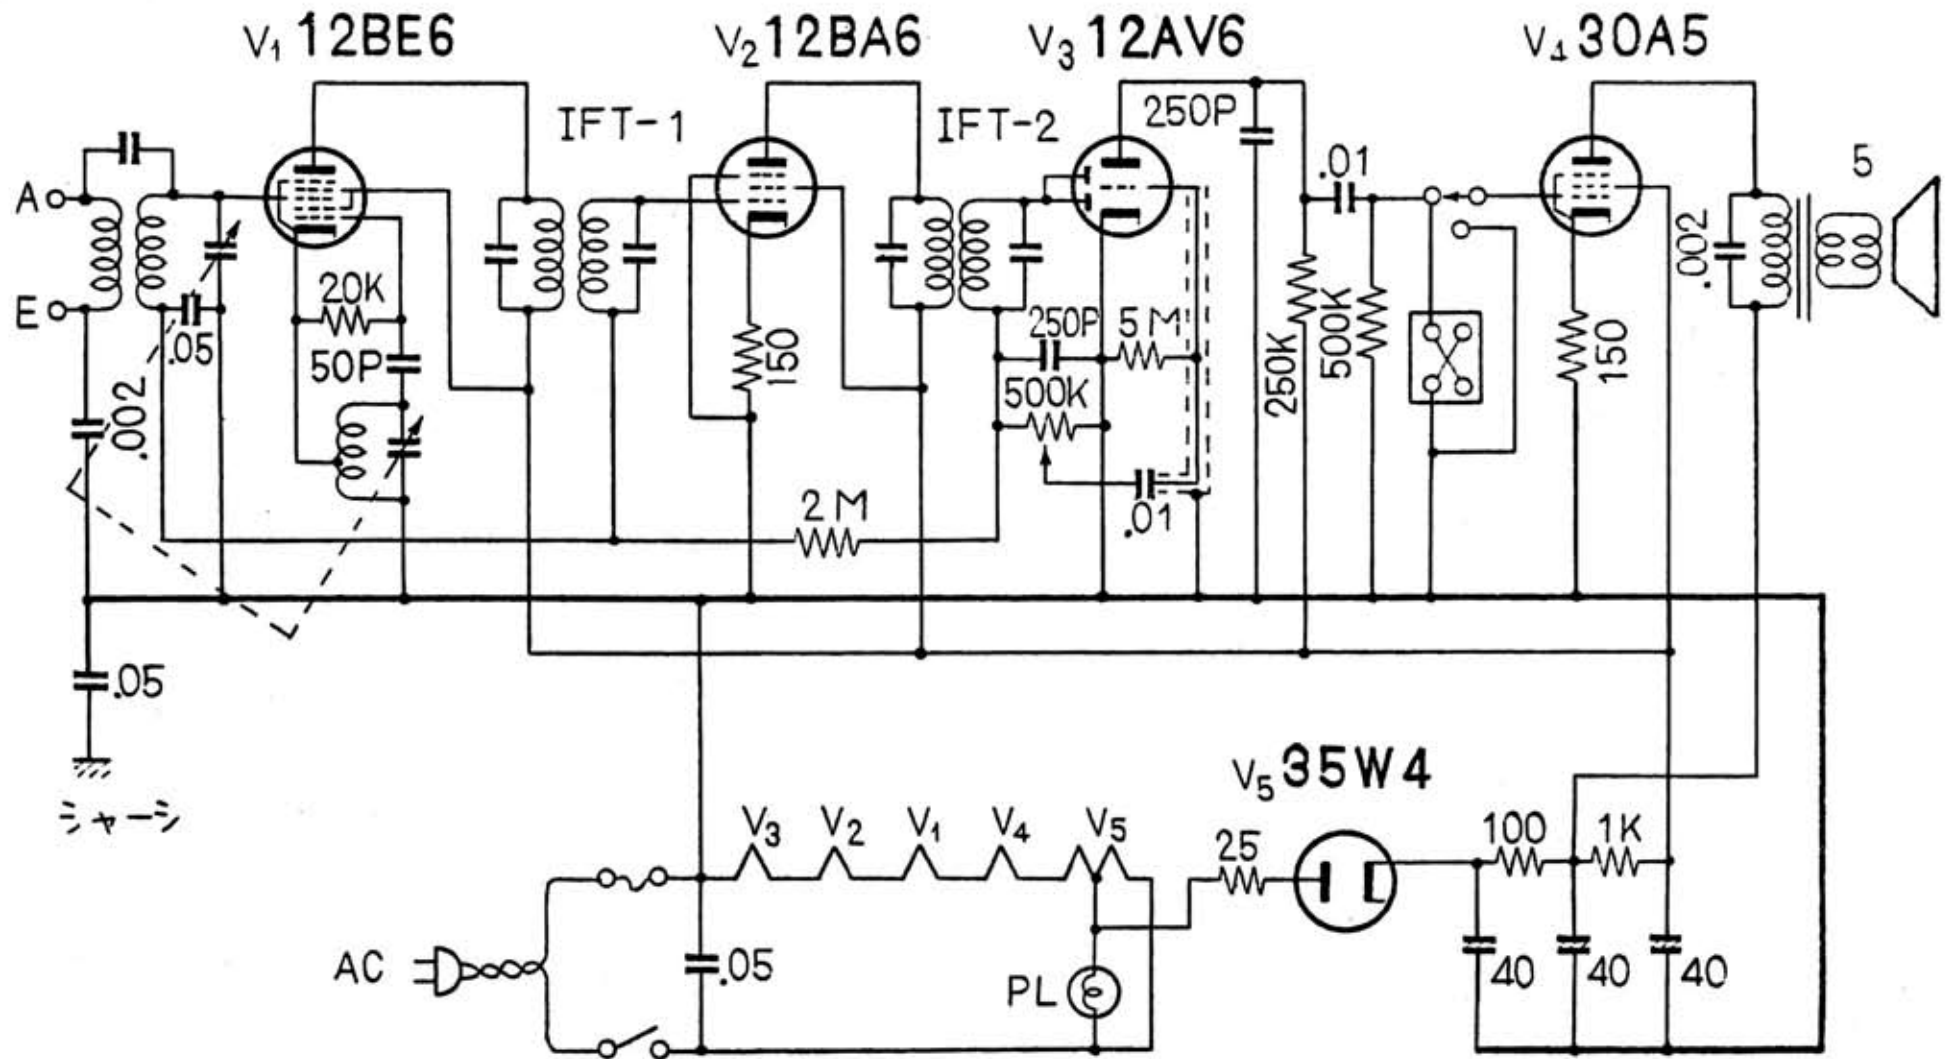 V₁ 12BE6
V₂ 12BA6
V₃ 12AV6
V₄ 30A5
IFT-1
IFT-2
250P
.01
5
A
E
.05
20K
50P
.002
150
250P
5M
500K
.01
250K
500K
150
.002
2M
.05
シャーシ
V₅ 35W4
V₃
V₂
V₁
V₄
V₅
25
100
1K
AC
.05
PL
40
40
40